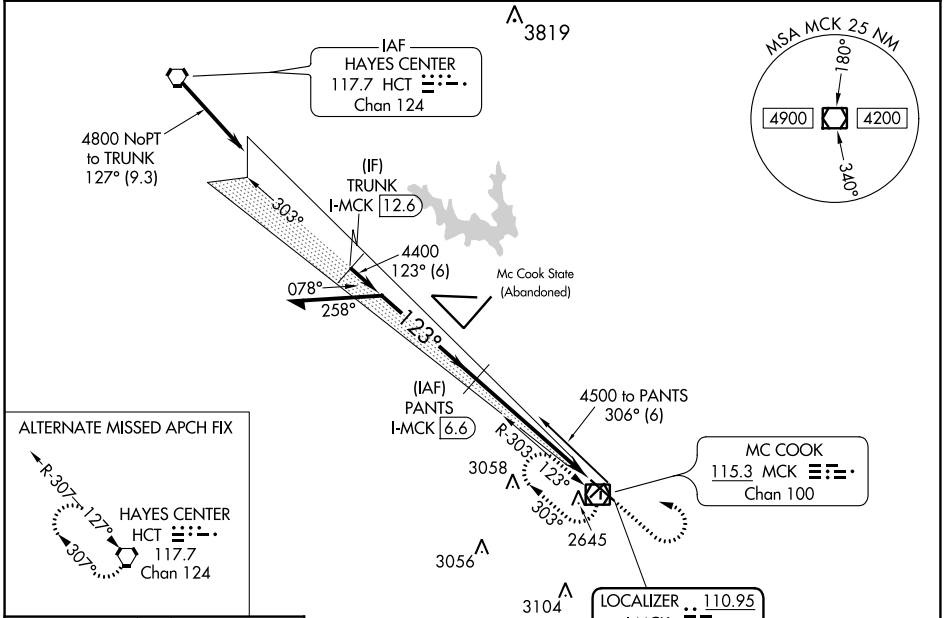 3819
IAF
HAYES CENTER
117.7 HCT
Chan 124
MSA MCK 25 NM
180°
4900
4200
340°
4800 NoPT
to TRUNK
127° (9.3)
(IF)
TRUNK
I-MCK 12.6
303°
4400
123° (6)
Mc Cook State
(Abandoned)
078°
258°
123°
(IAF)
PANTS
I-MCK 6.6
4500 to PANTS
306° (6)
R-303
123°
303°
3058
2645
MC COOK
115.3 MCK
Chan 100
ALTERNATE MISSED APCH FIX
R-307
127°
307°
HAYES CENTER
HCT
117.7
Chan 124
3056
3104
LOCALIZER 110.95